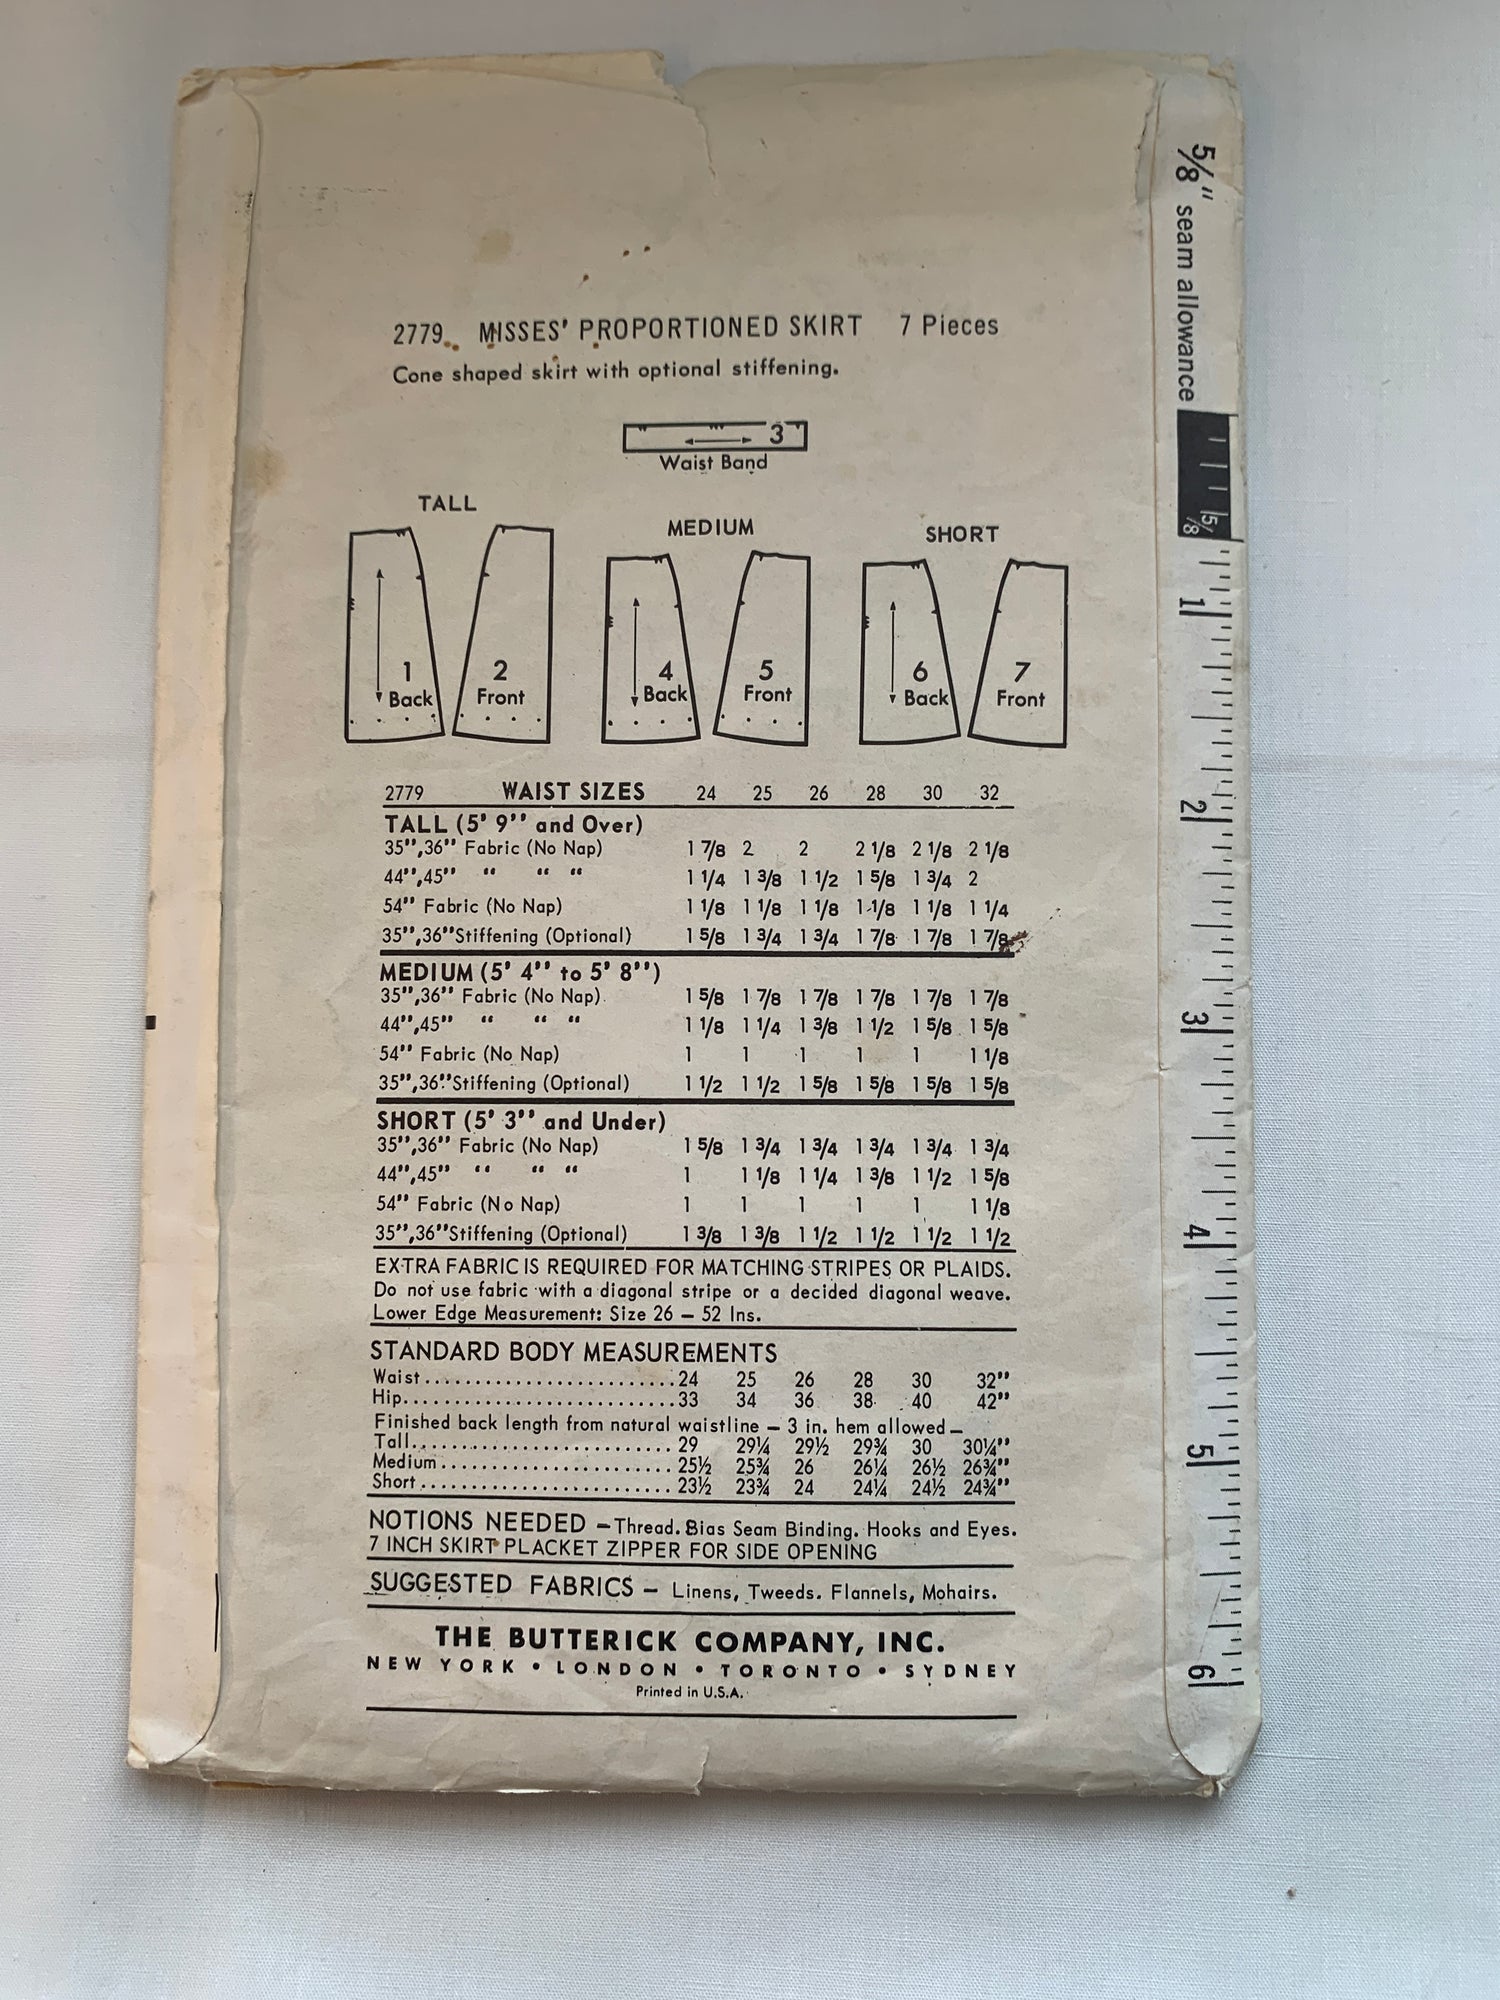 2779 MISSES' PROPORTIONED SKIRT 7 Pieces
Cone shaped skirt with optional stiffening.
3
Waist Band
TALL
MEDIUM
SHORT
1 Back
2 Front
4 Back
5 Front
6 Back
7 Front
2779 WAIST SIZES 24 25 26 28 30 32
TALL (5' 9'' and Over)
35'',36'' Fabric (No Nap) 1 7/8 2 2 2 1/8 2 1/8 2 1/8
44'',45'' “ “ “ 1 1/4 1 3/8 1 1/2 1 5/8 1 3/4 2
54'' Fabric (No Nap) 1 1/8 1 1/8 1 1/8 1 1/8 1 1/8 1 1/4
35'',36''Stiffening (Optional) 1 5/8 1 3/4 1 3/4 1 7/8 1 7/8 1 7/8
MEDIUM (5' 4'' to 5' 8'')
35'',36'' Fabric (No Nap) 1 5/8 1 7/8 1 7/8 1 7/8 1 7/8 1 7/8
44'',45'' “ “ “ 1 1/8 1 1/4 1 3/8 1 1/2 1 5/8 1 5/8
54'' Fabric (No Nap) 1 1 1 1 1 1 1/8
35'',36''Stiffening (Optional) 1 1/2 1 1/2 1 5/8 1 5/8 1 5/8 1 5/8
SHORT (5' 3'' and Under)
35'',36'' Fabric (No Nap) 1 5/8 1 3/4 1 3/4 1 3/4 1 3/4 1 3/4
44'',45'' “ “ “ 1 1 1/8 1 1/4 1 3/8 1 1/2 1 5/8
54'' Fabric (No Nap) 1 1 1 1 1 1 1/8
35'',36''Stiffening (Optional) 1 3/8 1 3/8 1 1/2 1 1/2 1 1/2 1 1/2
EXTRA FABRIC IS REQUIRED FOR MATCHING STRIPES OR PLAIDS.
Do not use fabric with a diagonal stripe or a decided diagonal weave.
Lower Edge Measurement: Size 26 – 52 Ins.
STANDARD BODY MEASUREMENTS
Waist.........................24 25 26 28 30 32''
Hip...........................33 34 36 38 40 42''
Finished back length from natural waistline – 3 in. hem allowed –
Tall.......................... 29 29¼ 29½ 29¾ 30 30¼''
Medium....................... 25½ 25¾ 26 26¼ 26½ 26¾''
Short......................... 23½ 23¾ 24 24¼ 24½ 24¾''
NOTIONS NEEDED – Thread. Bias Seam Binding. Hooks and Eyes.
7 INCH SKIRT PLACKET ZIPPER FOR SIDE OPENING
SUGGESTED FABRICS – Linens, Tweeds. Flannels, Mohairs.
THE BUTTERICK COMPANY, INC.
NEW YORK • LONDON • TORONTO • SYDNEY
Printed in U.S.A.
5/8" seam allowance
5/8
1
2
3
4
5
6